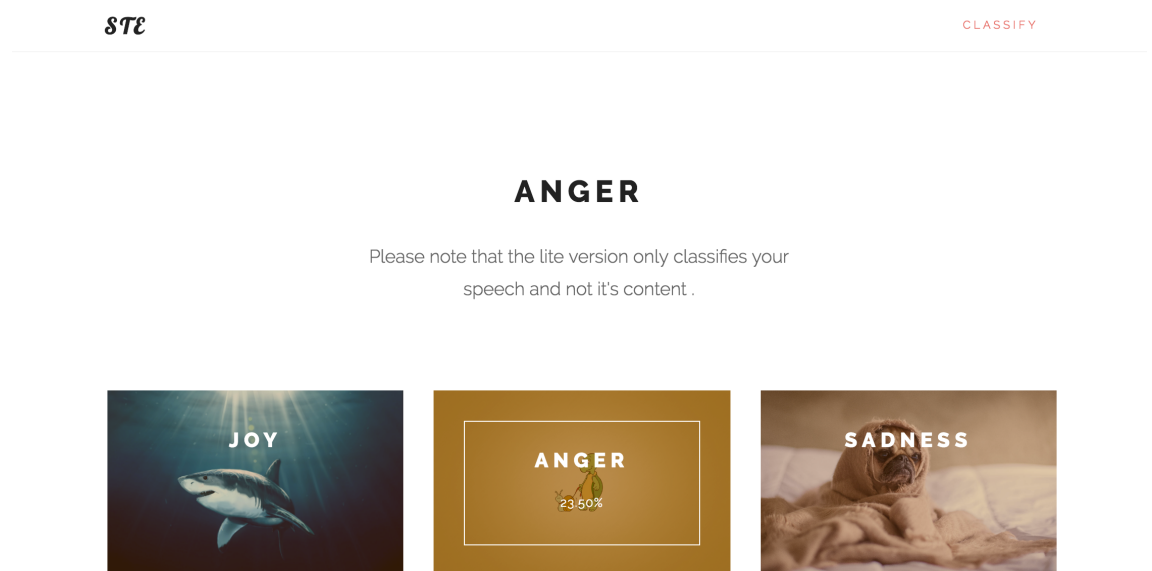 STE
CLASSIFY
ANGER
Please note that the lite version only classifies your
speech and not it's content .
JOY
ANGER
23.50%
SADNESS